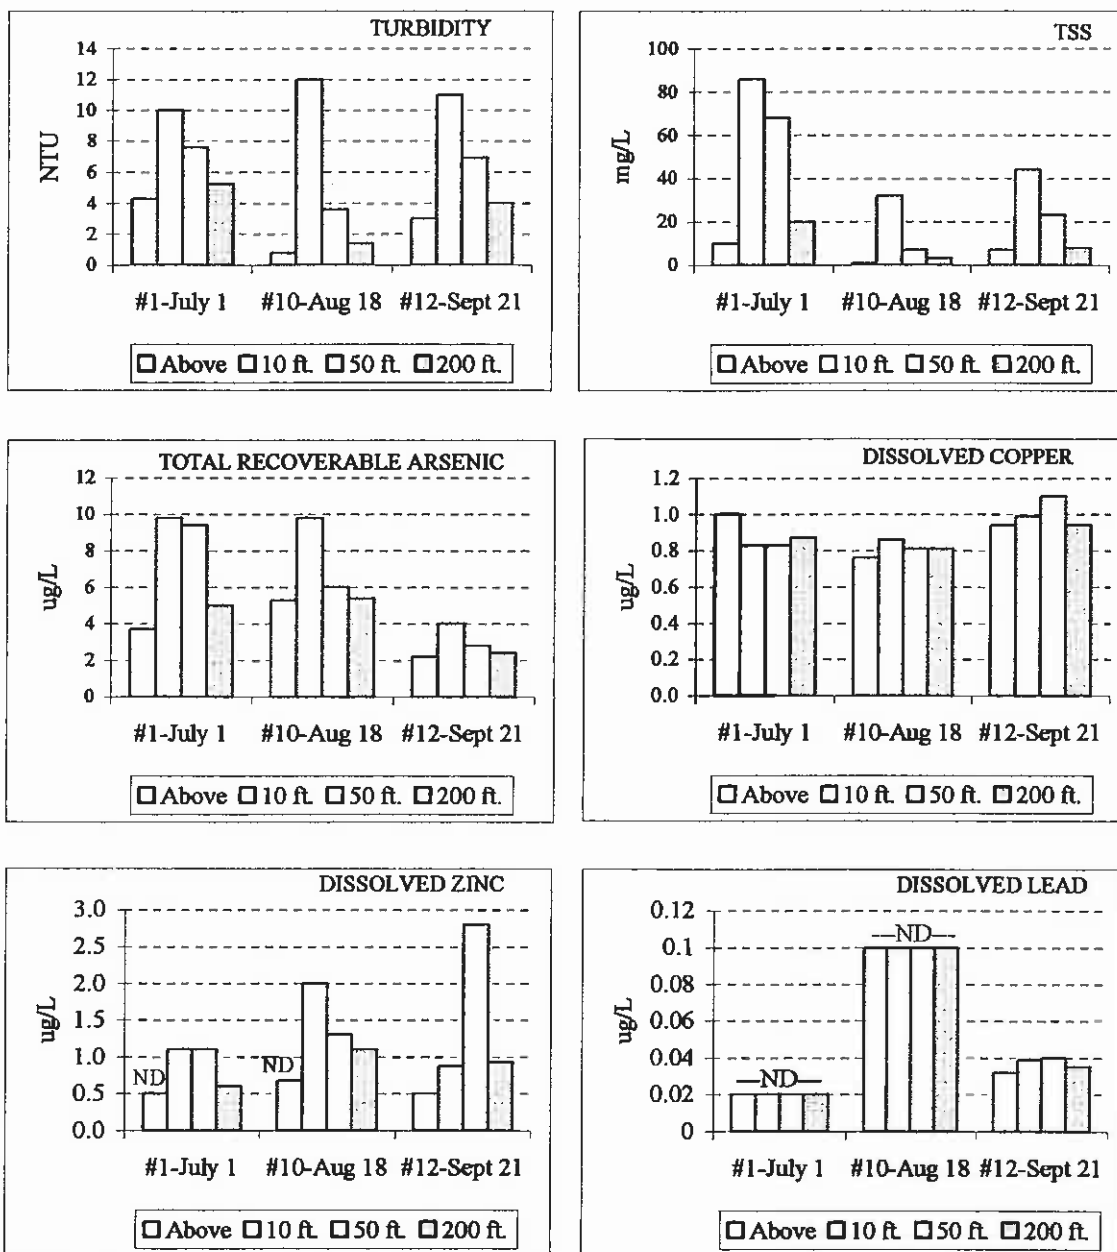 TURBIDITY
14
12
10
8
6
4
2
0
NTU
#1-July 1 #10-Aug 18 #12-Sept 21
Above 10 ft. 50 ft. 200 ft.
TSS
100
80
60
40
20
0
mg/L
#1-July 1 #10-Aug 18 #12-Sept 21
Above 10 ft. 50 ft. 200 ft.
TOTAL RECOVERABLE ARSENIC
12
10
8
6
4
2
0
ug/L
#1-July 1 #10-Aug 18 #12-Sept 21
Above 10 ft. 50 ft. 200 ft.
DISSOLVED COPPER
1.2
1.0
0.8
0.6
0.4
0.2
0.0
ug/L
#1-July 1 #10-Aug 18 #12-Sept 21
Above 10 ft. 50 ft. 200 ft.
DISSOLVED ZINC
3.0
2.5
2.0
1.5
1.0
0.5
0.0
ug/L
ND ND
#1-July 1 #10-Aug 18 #12-Sept 21
Above 10 ft. 50 ft. 200 ft.
DISSOLVED LEAD
0.12
0.1
0.08
0.06
0.04
0.02
0
ug/L
—ND—
—ND—
#1-July 1 #10-Aug 18 #12-Sept 21
Above 10 ft. 50 ft. 200 ft.